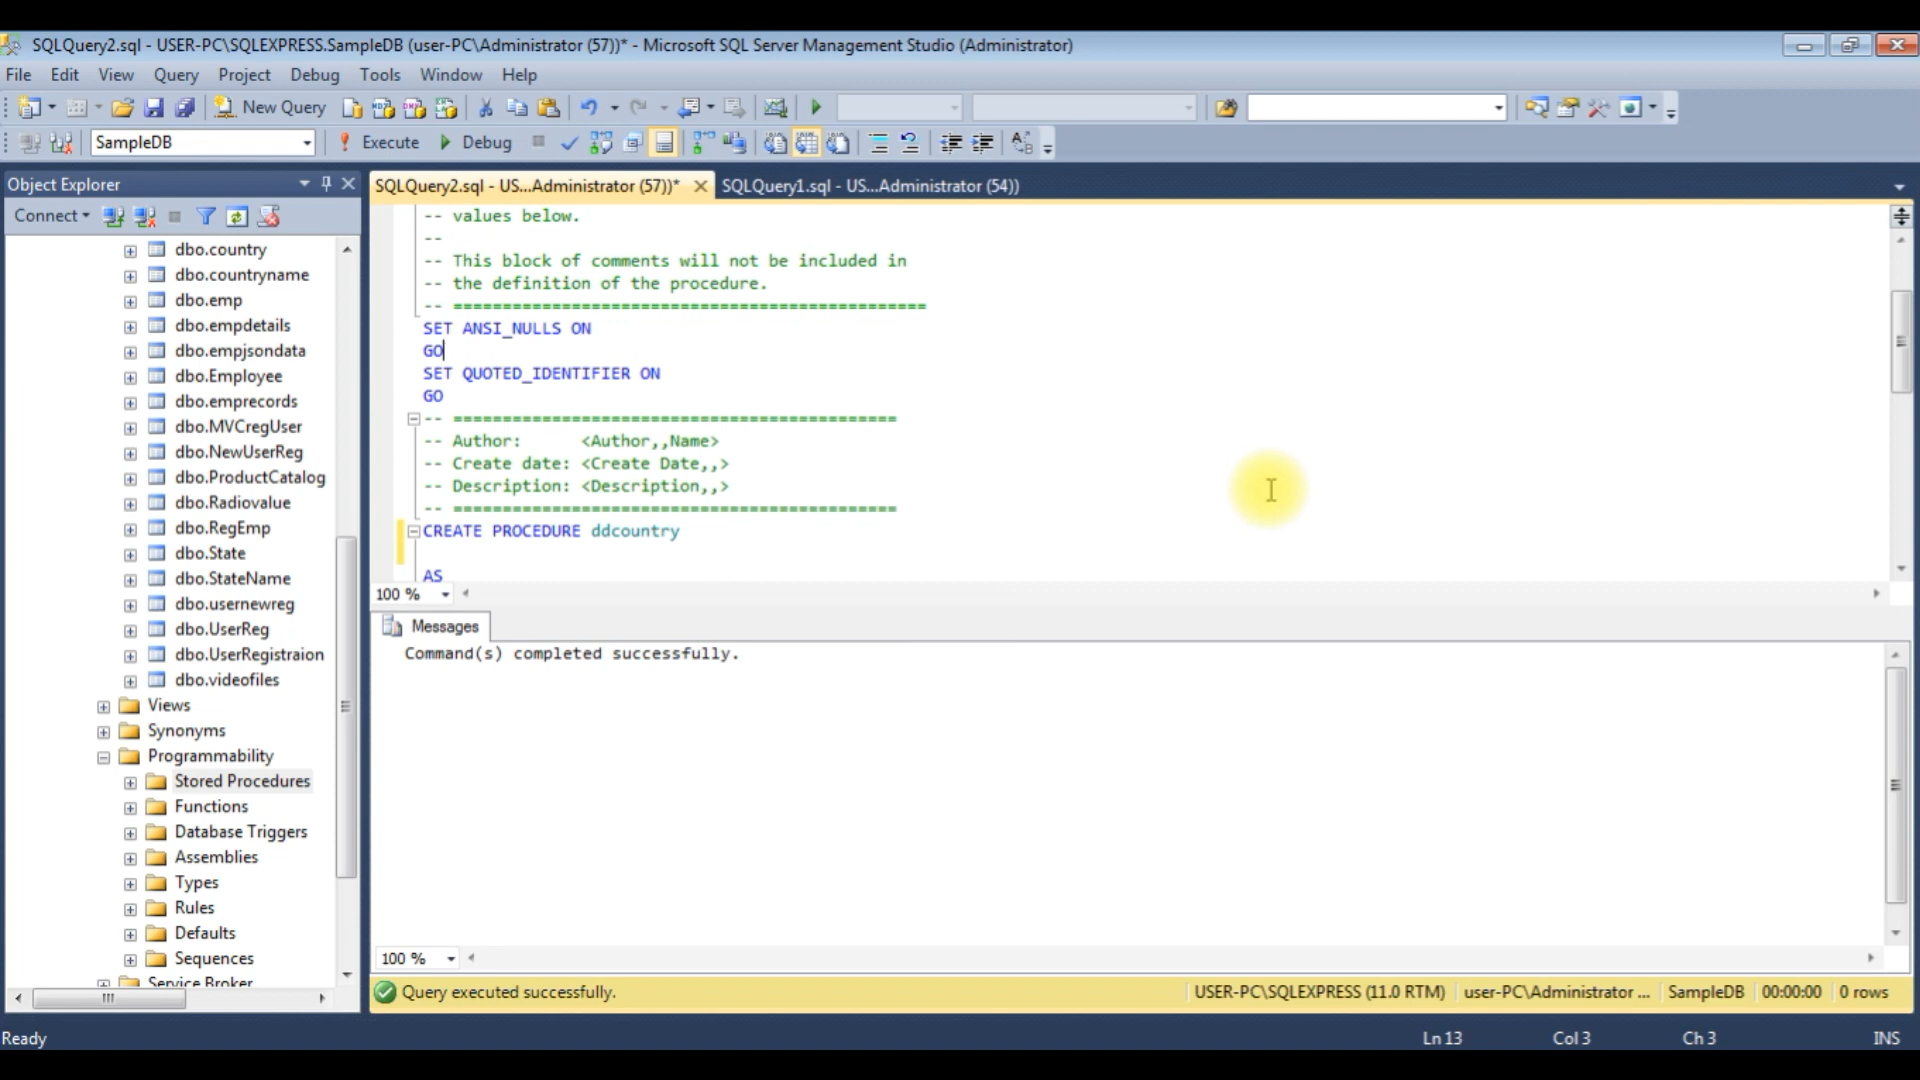 SQLQuery2.sql - USER-PC\SQLEXPRESS.SampleDB (user-PC\Administrator (57))* - Microsoft SQL Server Management Studio (Administrator)
File Edit View Query Project Debug Tools Window Help
New Query
SampleDB Execute Debug
Object Explorer
SQLQuery2.sql - US...Administrator (57))* SQLQuery1.sql - US...Administrator (54))
Connect
dbo.country
dbo.countryname
dbo.emp
dbo.empdetails
dbo.empjsondata
dbo.Employee
dbo.emprecords
dbo.MVCregUser
dbo.NewUserReg
dbo.ProductCatalog
dbo.Radiovalue
dbo.RegEmp
dbo.State
dbo.StateName
dbo.usernewreg
dbo.UserReg
dbo.UserRegistraion
dbo.videofiles
Views
Synonyms
Programmability
Stored Procedures
Functions
Database Triggers
Assemblies
Types
Rules
Defaults
Sequences
Service Broker
-- values below.
--
-- This block of comments will not be included in
-- the definition of the procedure.
-- ================================================
SET ANSI_NULLS ON
GO
SET QUOTED_IDENTIFIER ON
GO
-- =============================================
-- Author:      <Author,,Name>
-- Create date: <Create Date,,>
-- Description: <Description,,>
-- =============================================
CREATE PROCEDURE ddcountry
AS
100 %
Messages
Command(s) completed successfully.
100 %
Query executed successfully. USER-PC\SQLEXPRESS (11.0 RTM) user-PC\Administrator ... SampleDB 00:00:00 0 rows
Ready Ln 13 Col 3 Ch 3 INS